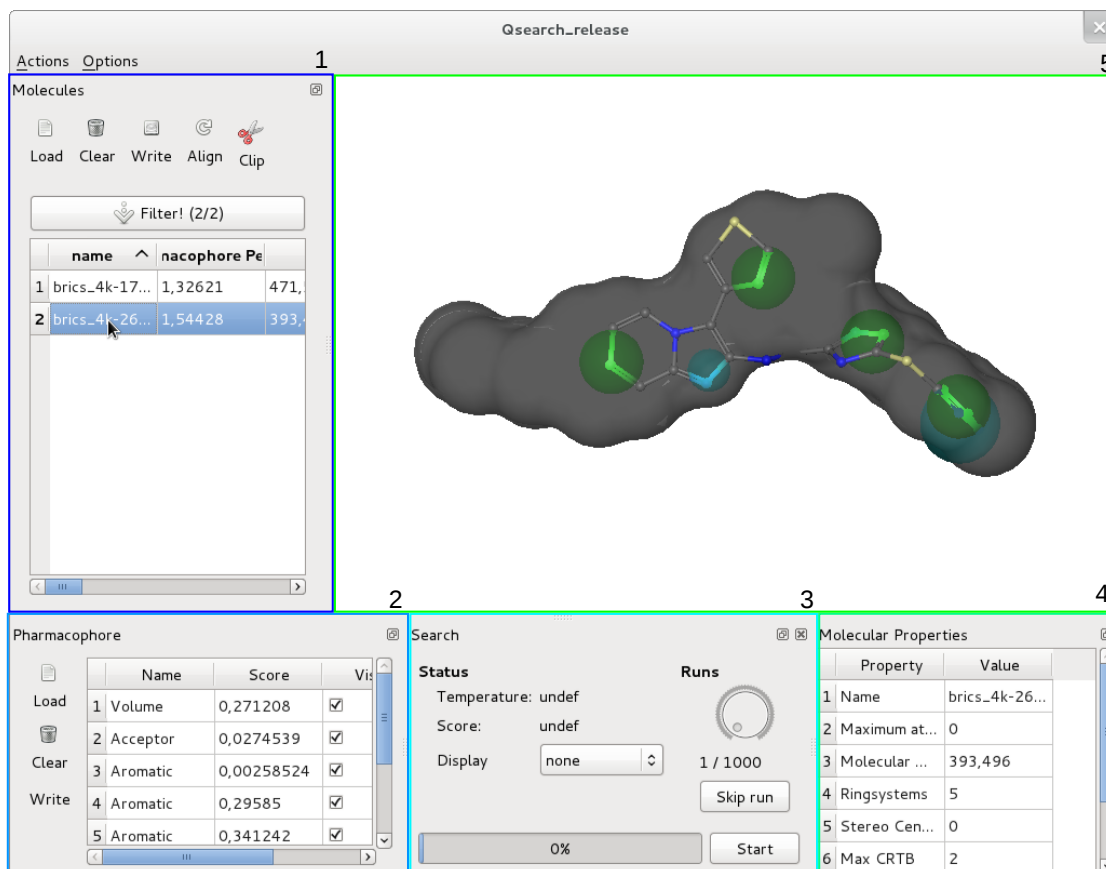 Qsearch_release
Actions Options
1
5
Molecules
Load Clear Write Align Clip
Filter! (2/2)
name nacophore Pe
1 brics_4k-17... 1,32621 471,
2 brics_4k-26... 1,54428 393,
2
3
4
Pharmacophore
Load
Clear
Write
Name Score Vis
1 Volume 0,271208
2 Acceptor 0,0274539
3 Aromatic 0,00258524
4 Aromatic 0,29585
5 Aromatic 0,341242
Search
Status Runs
Temperature: undef
Score: undef
Display none
1 / 1000
Skip run
0% Start
Molecular Properties
Property Value
1 Name brics_4k-26...
2 Maximum at... 0
3 Molecular ... 393,496
4 Ringsystems 5
5 Stereo Cen... 0
6 Max CRTB 2